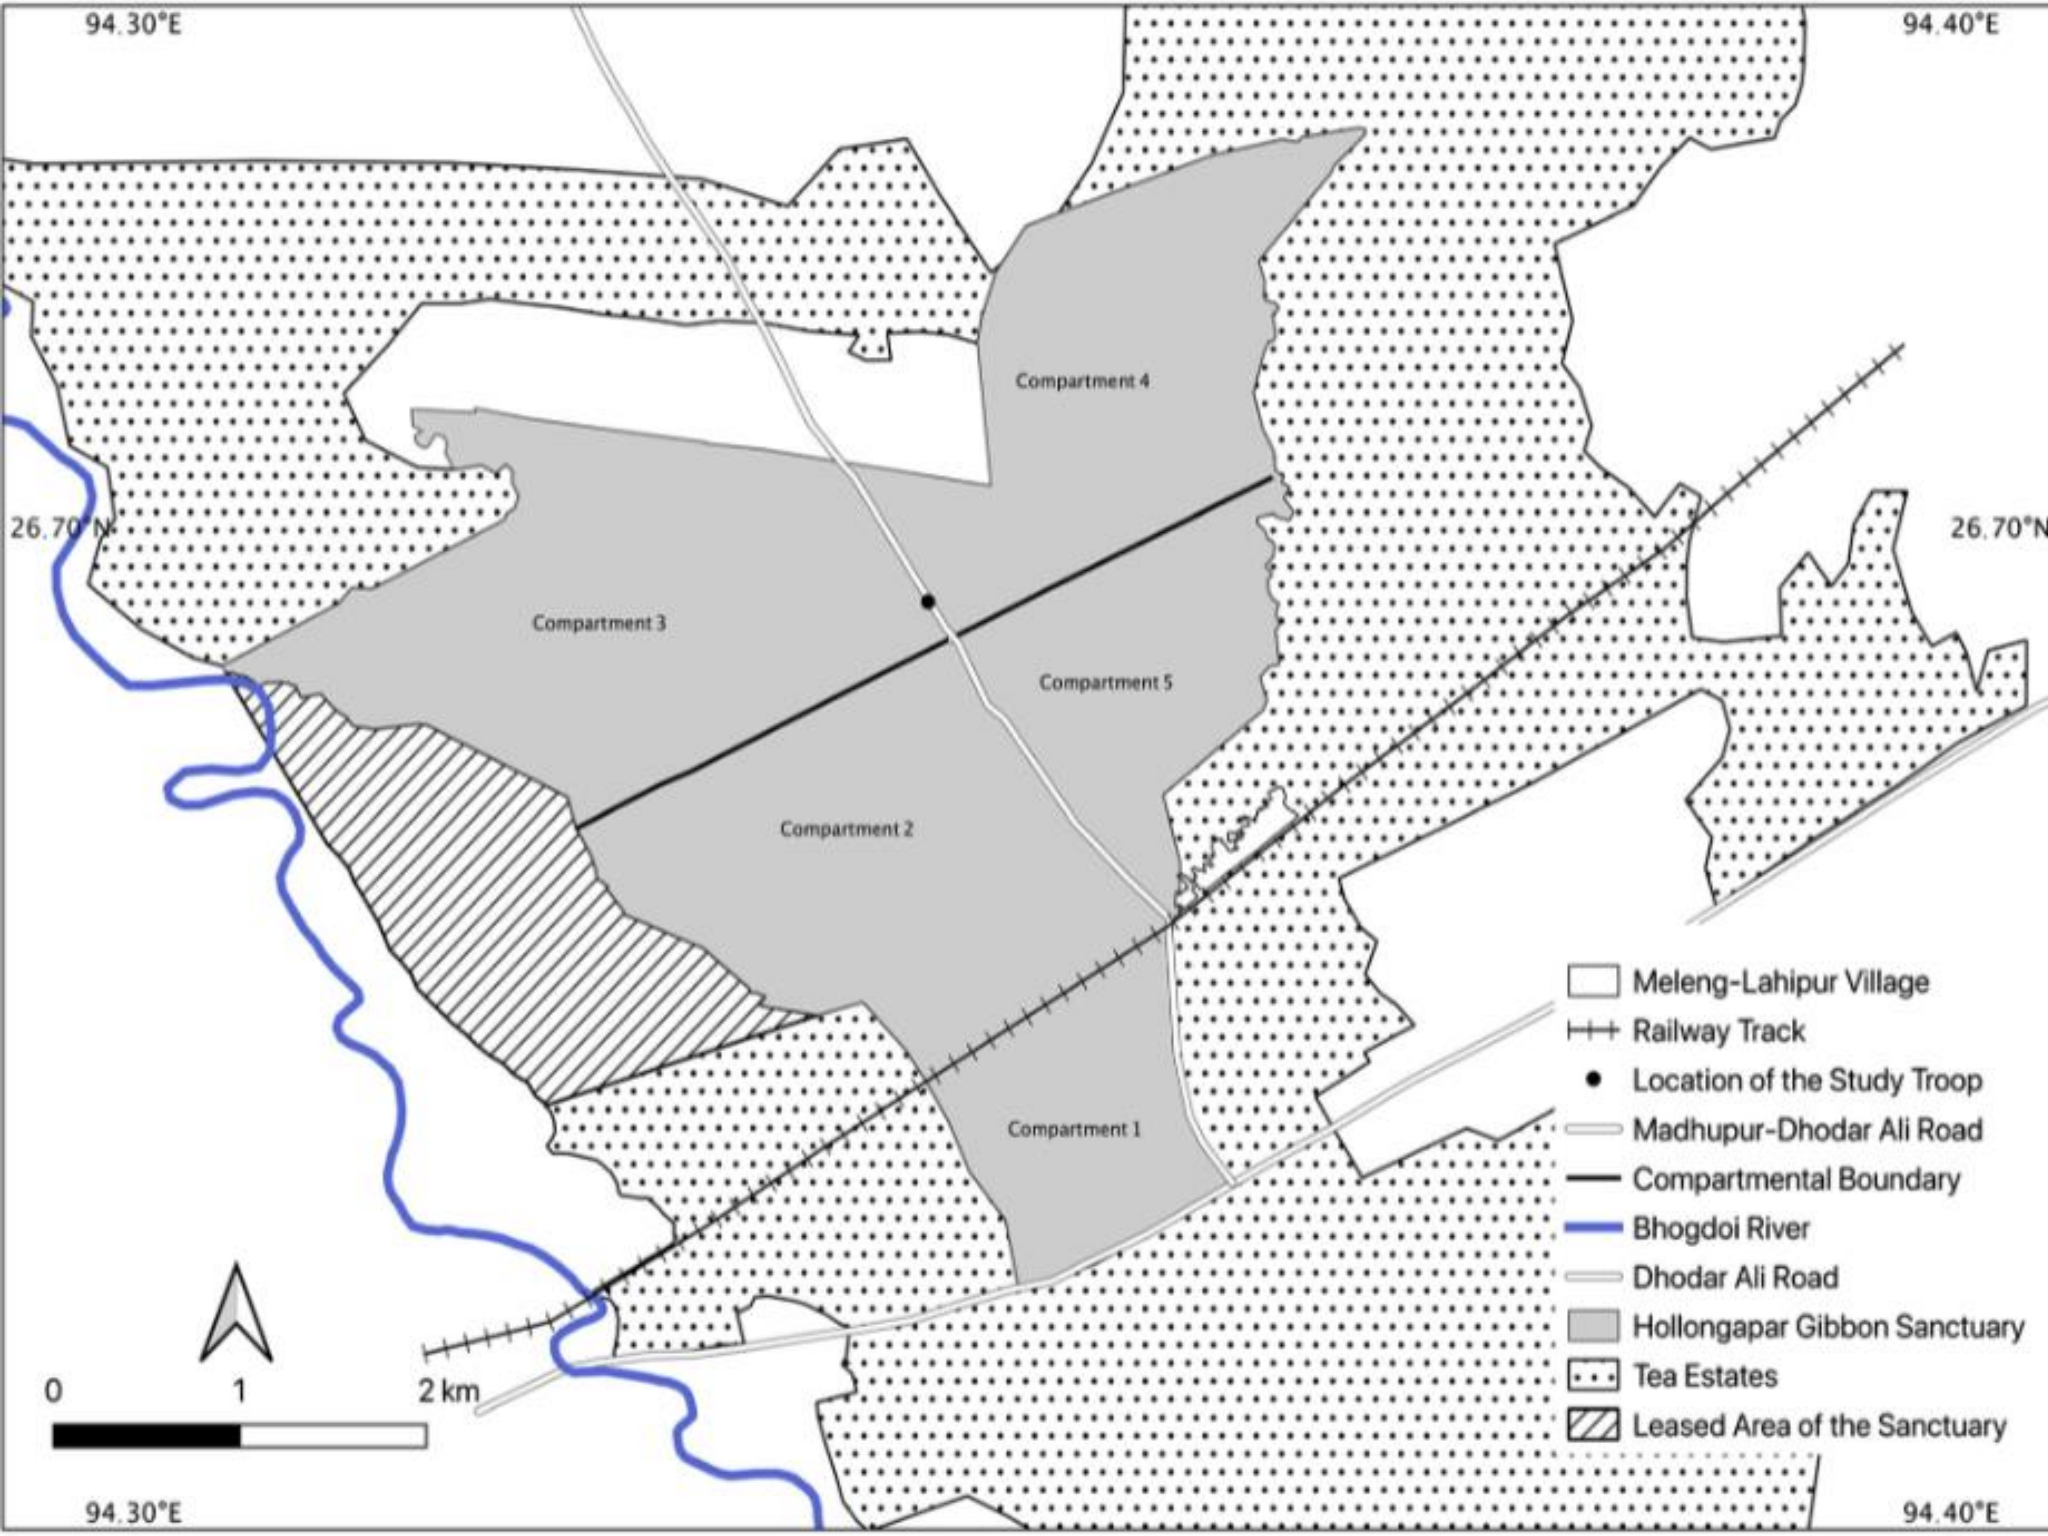 94.30°E
94.40°E
Compartment 4
26.70°N
26.70°N
Compartment 3
Compartment 5
Compartment 2
Compartment 1
Meleng-Lahipur Village
Railway Track
Location of the Study Troop
Madhupur-Dhodar Ali Road
Compartmental Boundary
Bhogdoi River
Dhodar Ali Road
Hollongapar Gibbon Sanctuary
Tea Estates
Leased Area of the Sanctuary
0 1 2 km
94.30°E
94.40°E